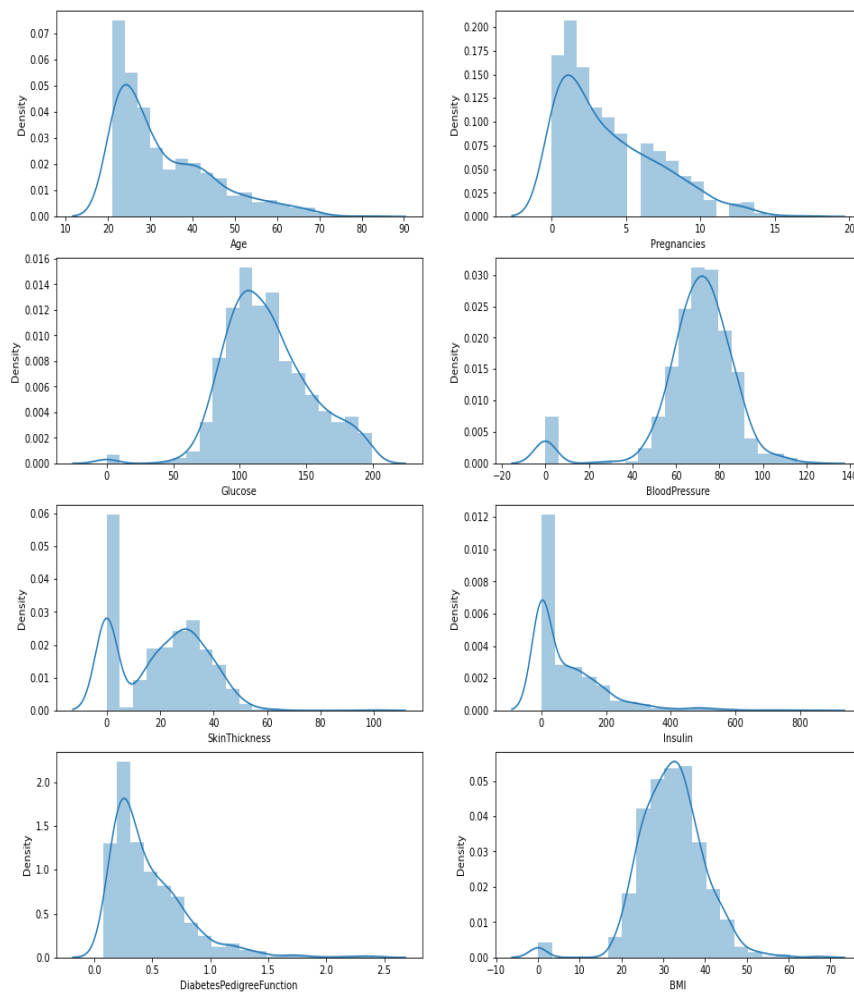 Density
0.07
0.06
0.05
0.04
0.03
0.02
0.01
0.00
10 20 30 40 50 60 70 80 90
Age
Density
0.200
0.175
0.150
0.125
0.100
0.075
0.050
0.025
0.000
0 5 10 15 20
Pregnancies
Density
0.016
0.014
0.012
0.010
0.008
0.006
0.004
0.002
0.000
0 50 100 150 200
Glucose
Density
0.030
0.025
0.020
0.015
0.010
0.005
0.000
−20 0 20 40 60 80 100 120 140
BloodPressure
Density
0.06
0.05
0.04
0.03
0.02
0.01
0.00
0 20 40 60 80 100
SkinThickness
Density
0.012
0.010
0.008
0.006
0.004
0.002
0.000
0 200 400 600 800
Insulin
Density
2.0
1.5
1.0
0.5
0.0
0.0 0.5 1.0 1.5 2.0 2.5
DiabetesPedigreeFunction
Density
0.05
0.04
0.03
0.02
0.01
0.00
−10 0 10 20 30 40 50 60 70
BMI